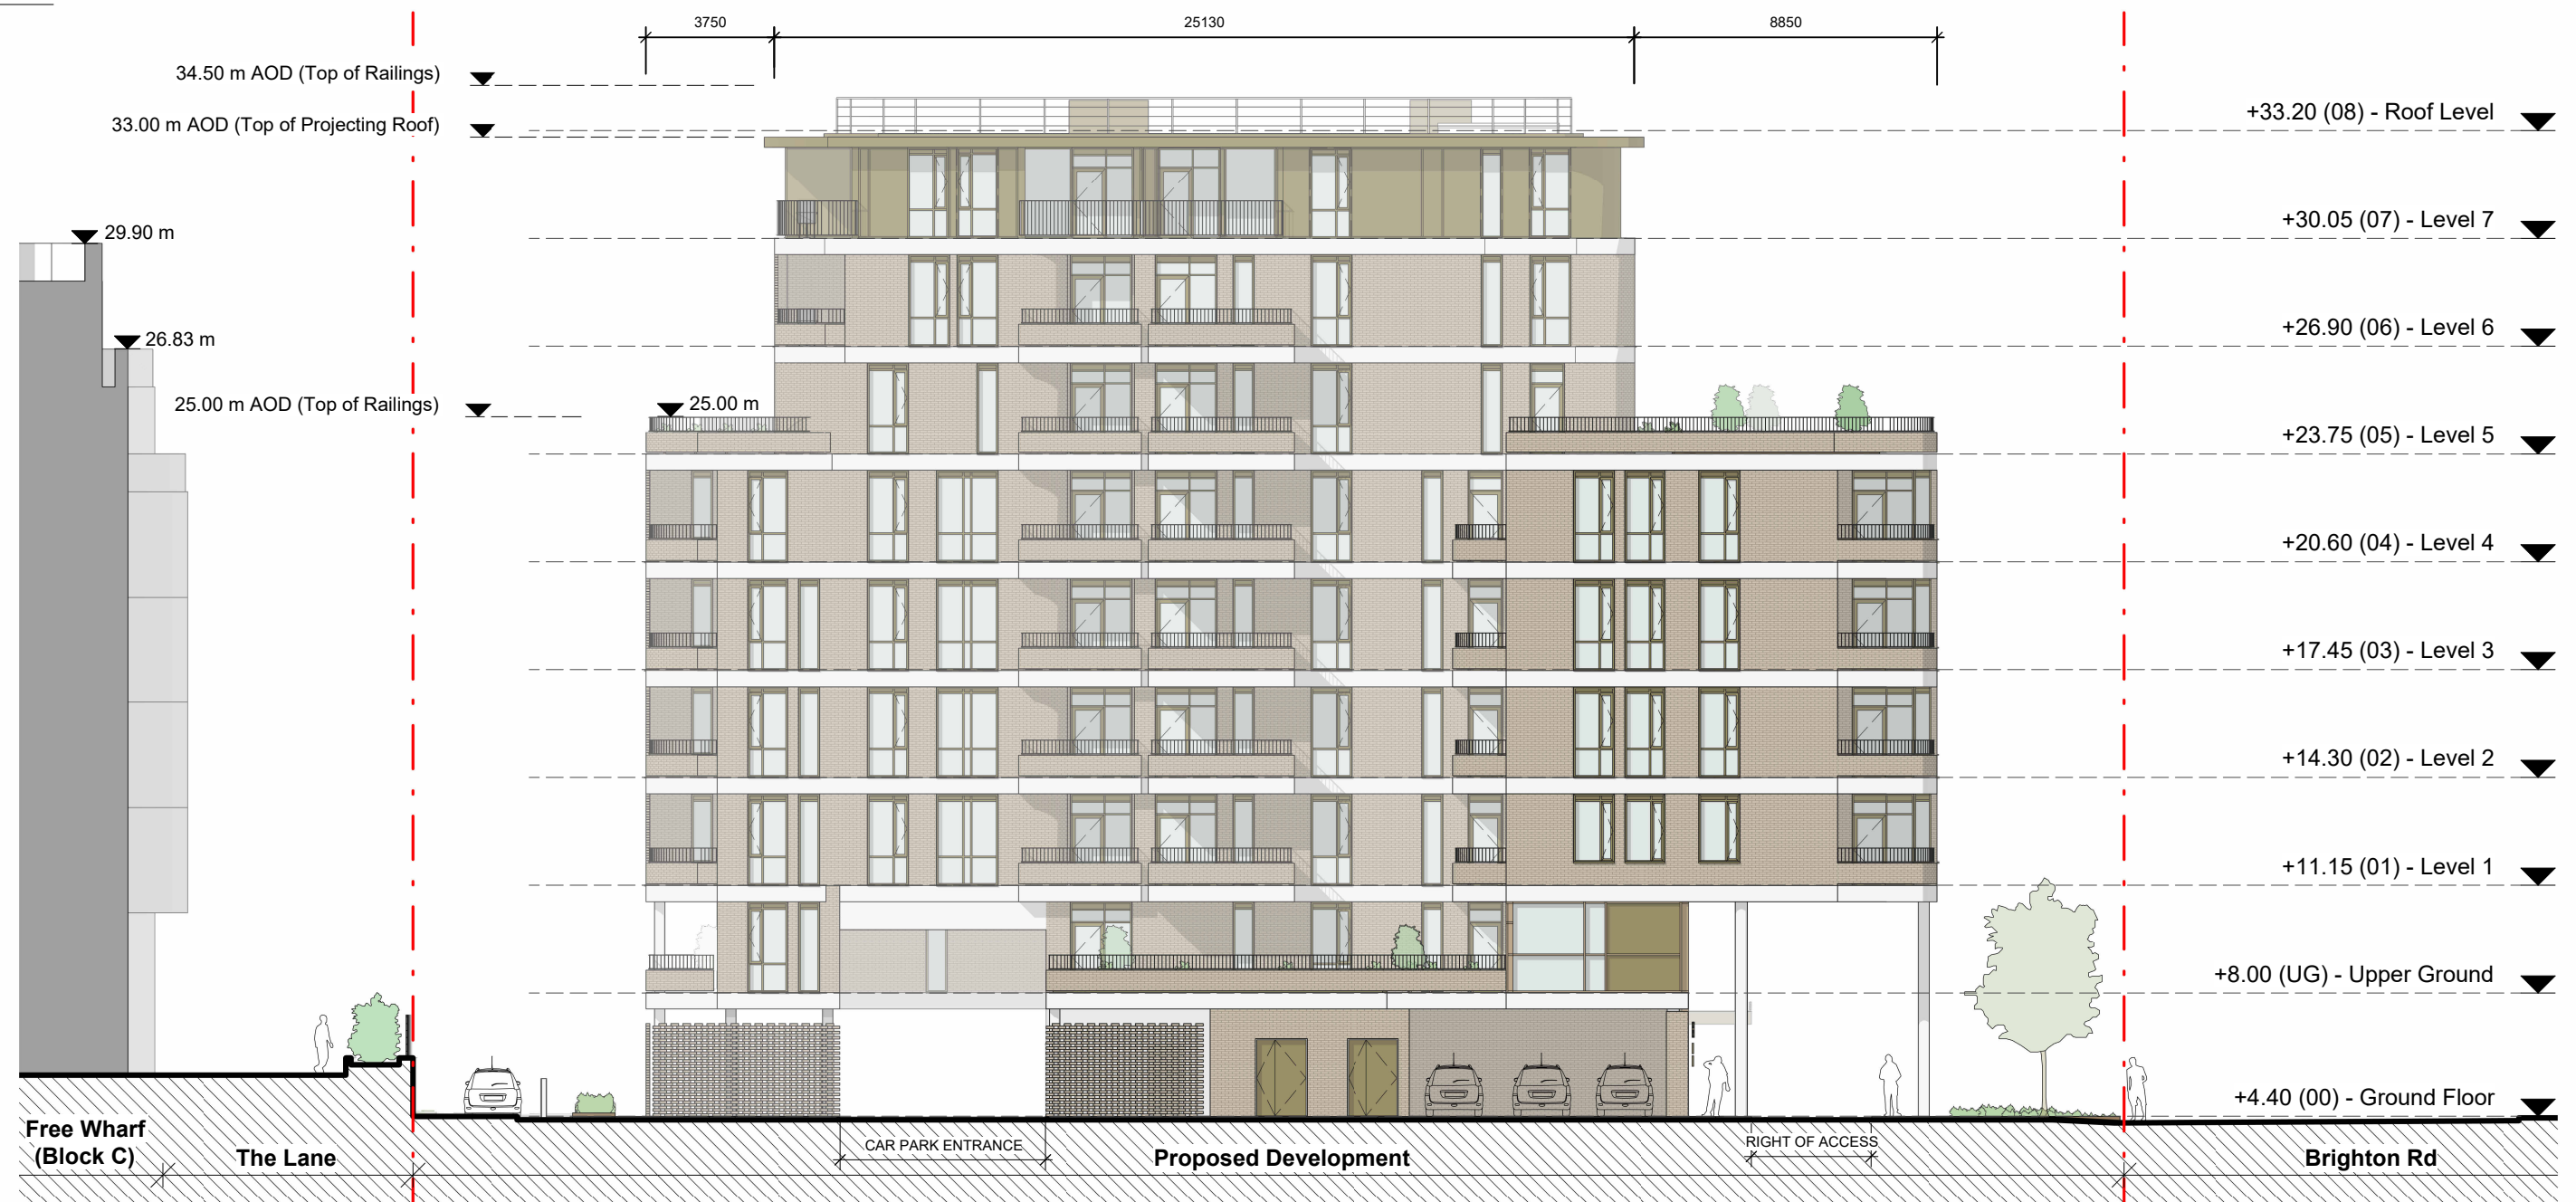 3750
25130
8850
34.50 m AOD (Top of Railings)
33.00 m AOD (Top of Projecting Roof)
+33.20 (08) - Roof Level
29.90 m
+30.05 (07) - Level 7
26.83 m
+26.90 (06) - Level 6
25.00 m AOD (Top of Railings)
25.00 m
+23.75 (05) - Level 5
+20.60 (04) - Level 4
+17.45 (03) - Level 3
+14.30 (02) - Level 2
+11.15 (01) - Level 1
+8.00 (UG) - Upper Ground
+4.40 (00) - Ground Floor
Free Wharf
(Block C)
The Lane
CAR PARK ENTRANCE
Proposed Development
RIGHT OF ACCESS
Brighton Rd